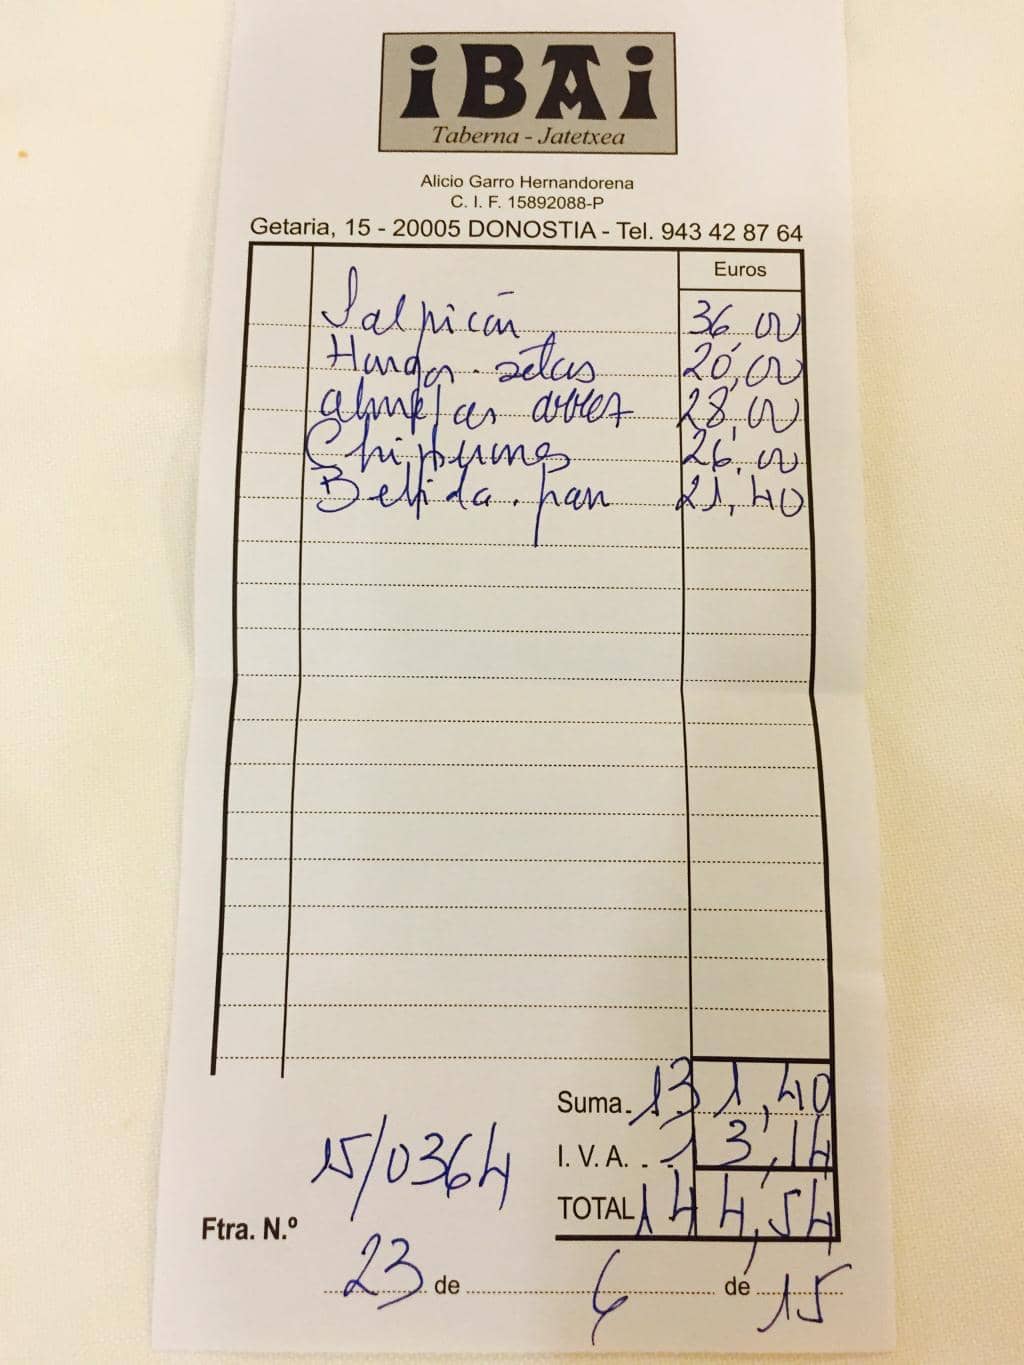 iBAi
Taberna - Jatetxea
Alicio Garro Hernandorena
C. I. F. 15892088-P
Getaria, 15 - 20005 DONOSTIA - Tel. 943 42 87 64
Euros
Salpicón 36,00
Hongos setas 20,00
almejas arroz 28,00
Chipirones 26,00
Bebida. pan 21,40
Suma 131,40
I. V. A. 13,14
TOTAL 144,54
15/0364
Ftra. N.º
23 de 6 de 15